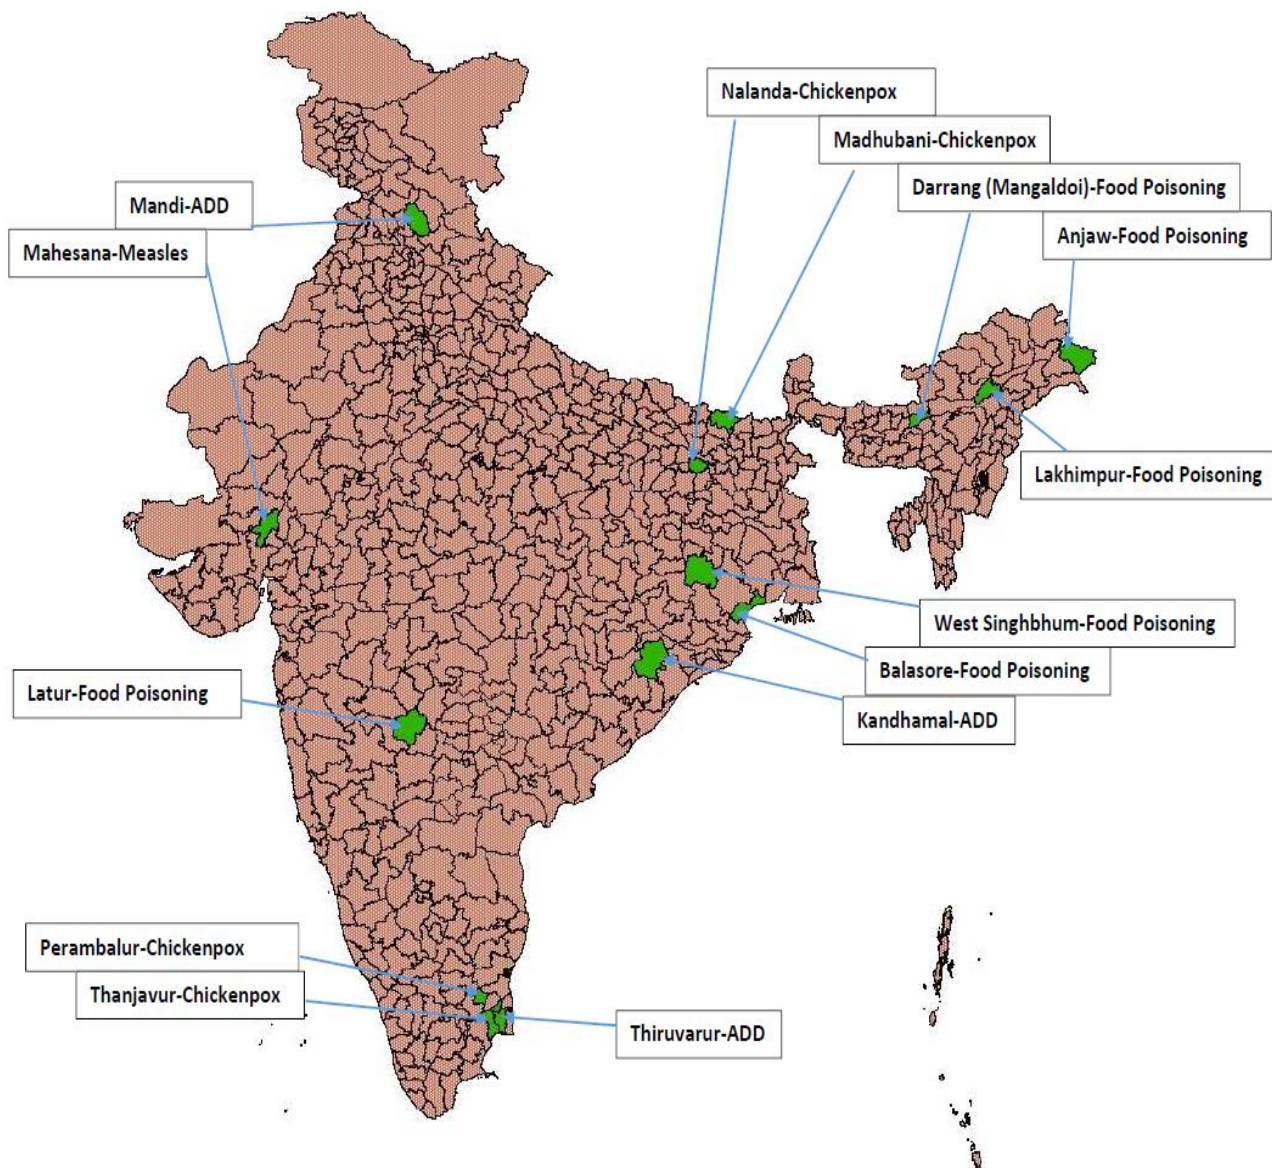 Nalanda-Chickenpox
Madhubani-Chickenpox
Darrang (Mangaldoi)-Food Poisoning
Mandi-ADD
Anjaw-Food Poisoning
Mahesana-Measles
Lakhimpur-Food Poisoning
West Singhbhum-Food Poisoning
Balasore-Food Poisoning
Latur-Food Poisoning
Kandhamal-ADD
Perambalur-Chickenpox
Thanjavur-Chickenpox
Thiruvarur-ADD